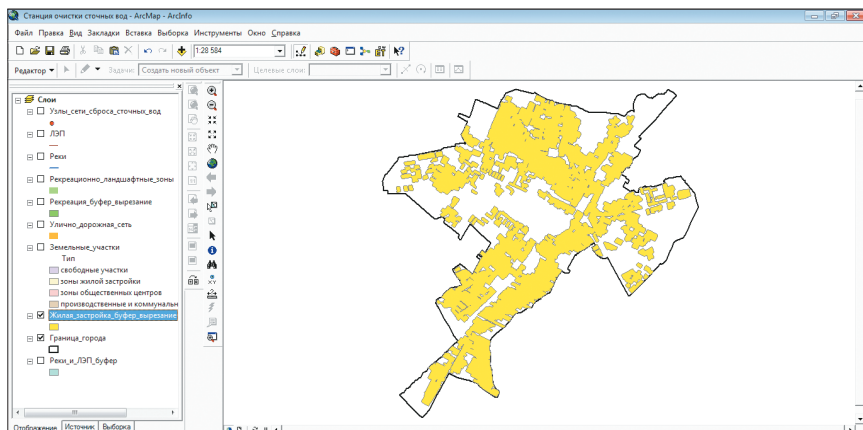 Станция очистки сточных вод - ArcMap - ArcInfo
Файл Правка Вид Закладки Вставка Выборка Инструменты Окно Справка
1:28 584
Редактор Задачи: Создать новый объект Целевые слои:
Слои
Узлы_сети_сброса_сточных_вод
ЛЭП
Реки
Рекреационно_ландшафтные_зоны
Рекреация_буфер_вырезание
Улично_дорожная_сеть
Земельные_участки
Тип
свободные участки
зоны жилой застройки
зоны общественных центров
производственные и коммунальн
Жилая_застройка_буфер_вырезание
Граница_города
Реки_и_ЛЭП_буфер
Отображение Источник Выборка